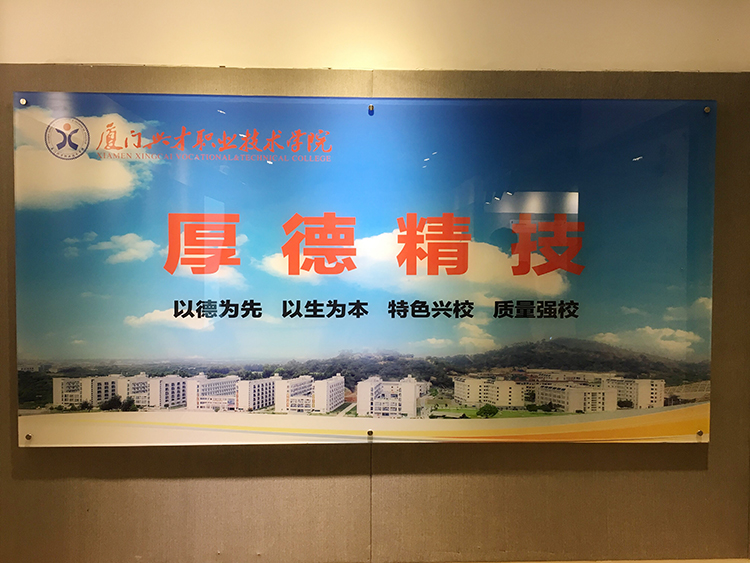 厦门兴才职业技术学院
XIAMEN XINGCAI VOCATIONAL & TECHNICAL COLLEGE
厚德精技
以德为先 以生为本 特色兴校 质量强校